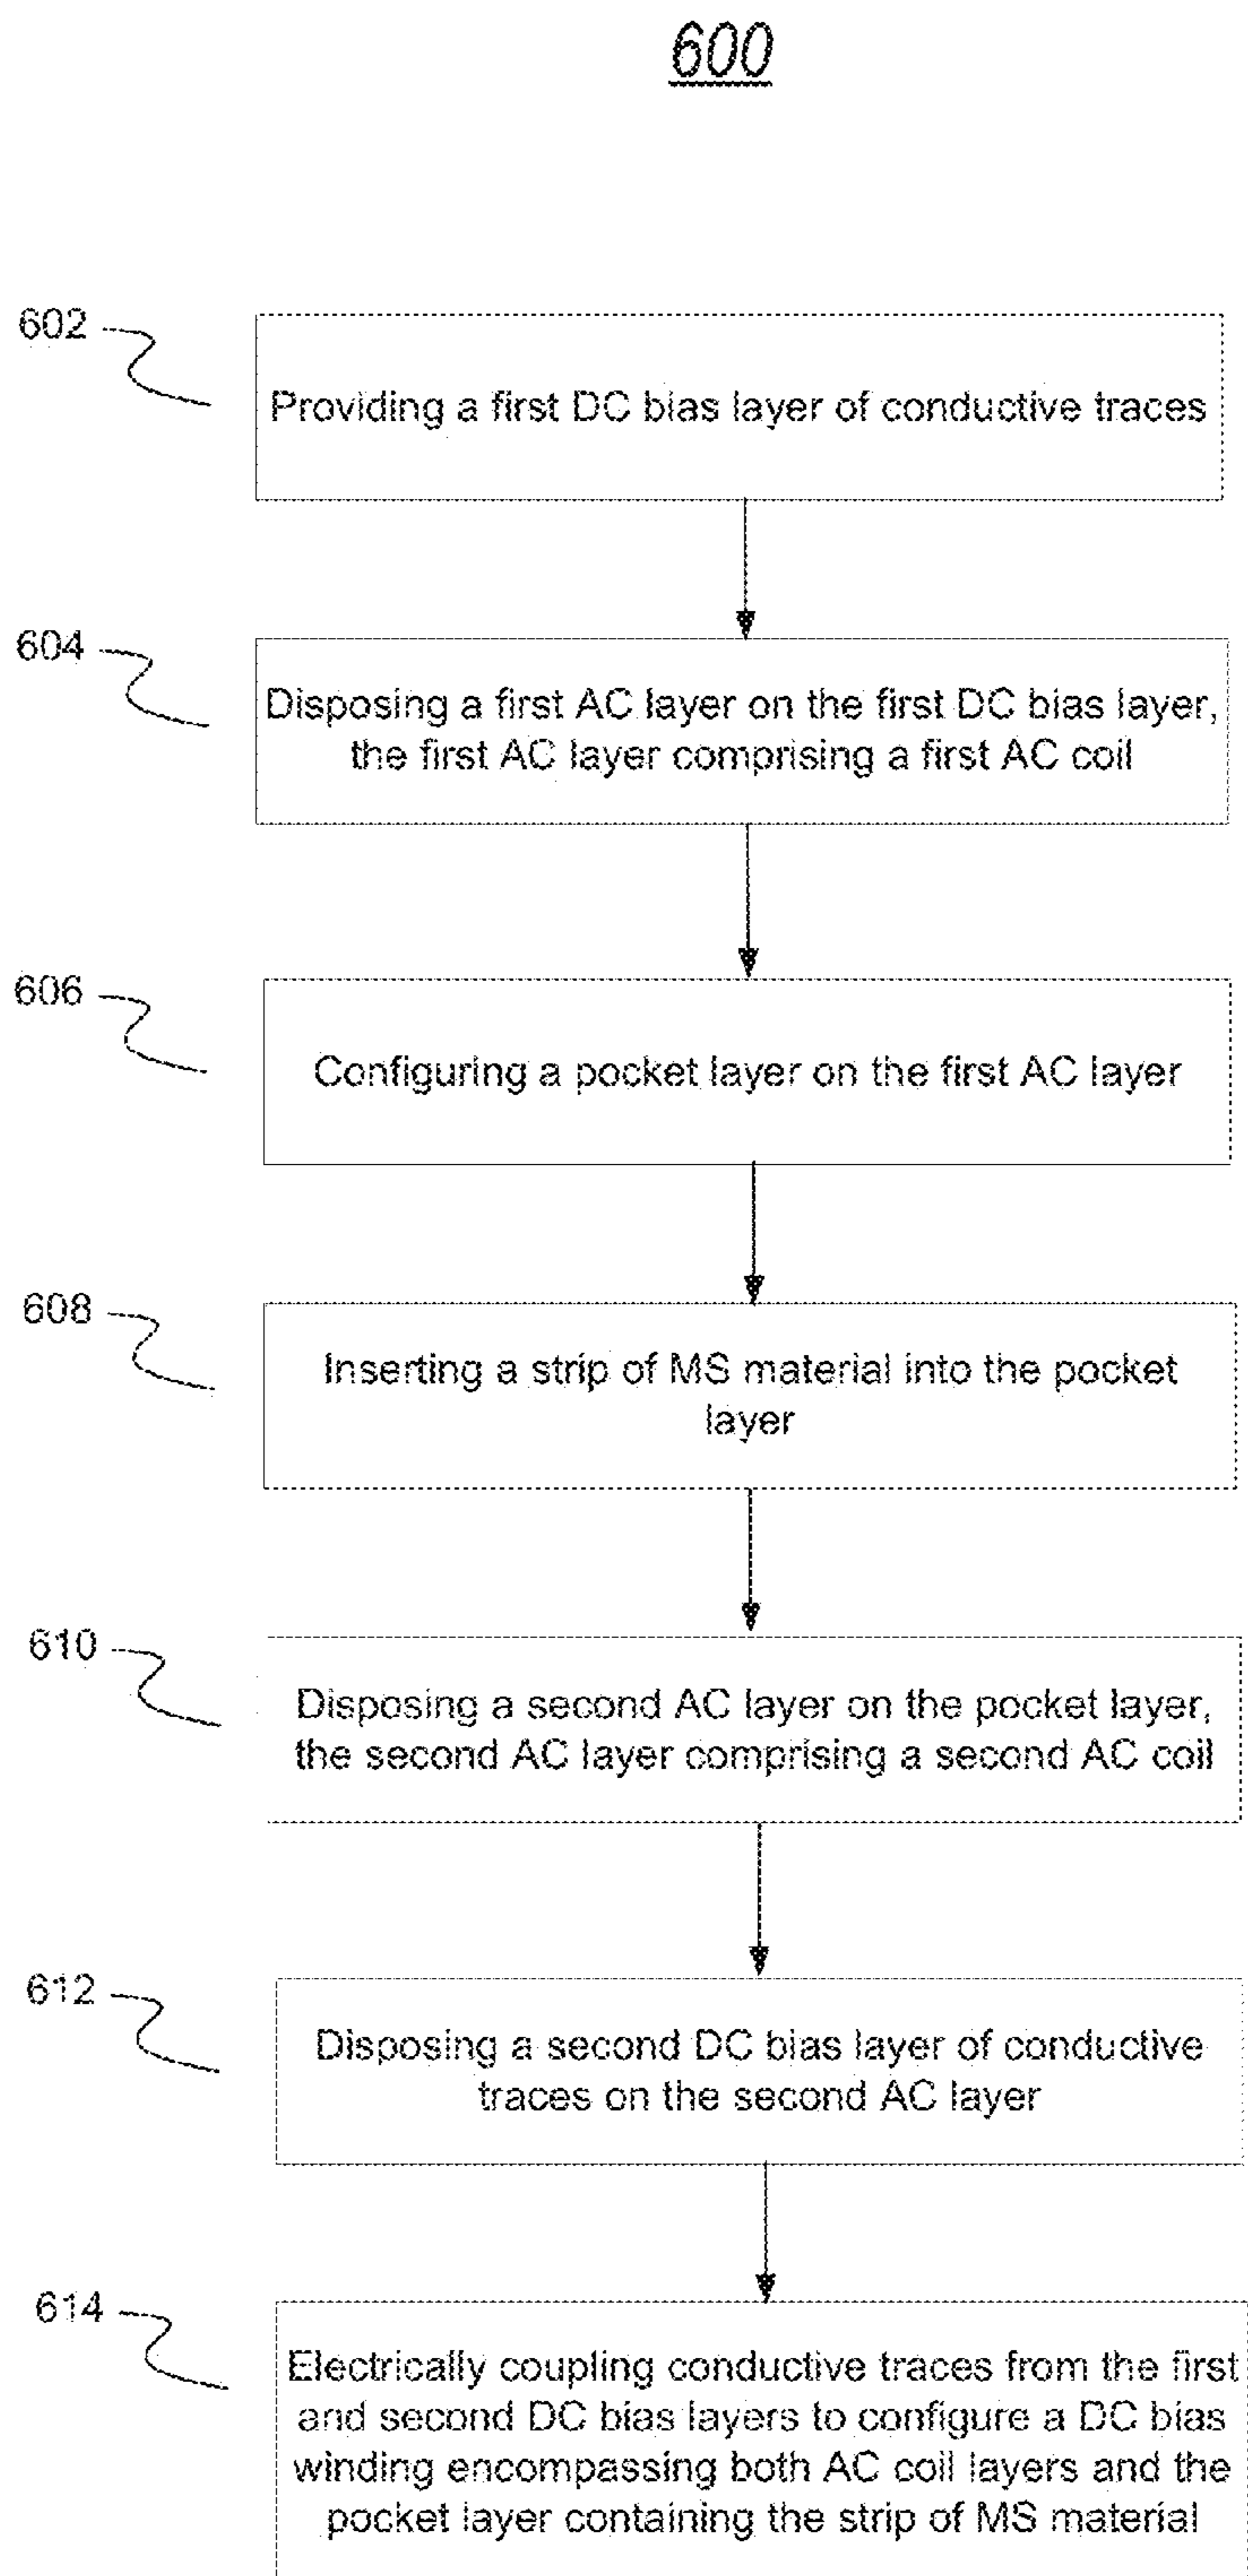 600
602
Providing a first DC bias layer of conductive traces
604
Disposing a first AC layer on the first DC bias layer,
the first AC layer comprising a first AC coil
606
Configuring a pocket layer on the first AC layer
608
Inserting a strip of MS material into the pocket
layer
610
Disposing a second AC layer on the pocket layer,
the second AC layer comprising a second AC coil
612
Disposing a second DC bias layer of conductive
traces on the second AC layer
614
Electrically coupling conductive traces from the first
and second DC bias layers to configure a DC bias
winding encompassing both AC coil layers and the
pocket layer containing the strip of MS material